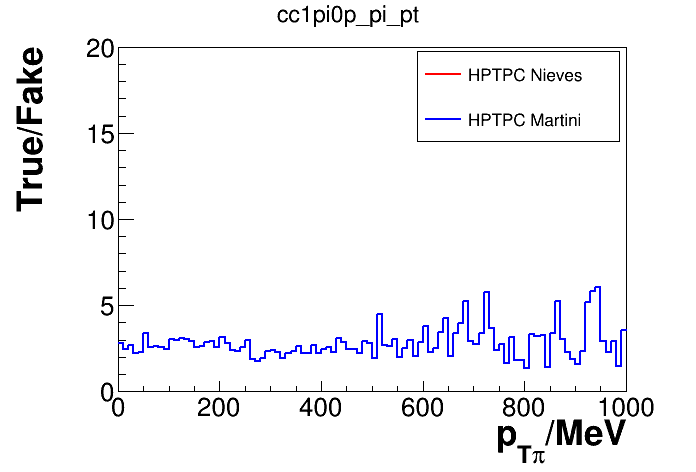 cc1pi0p_pi_pt
True/Fake
20
15
10
5
0
HPTPC Nieves
HPTPC Martini
0 200 400 600 800 1000
p_Tπ/MeV